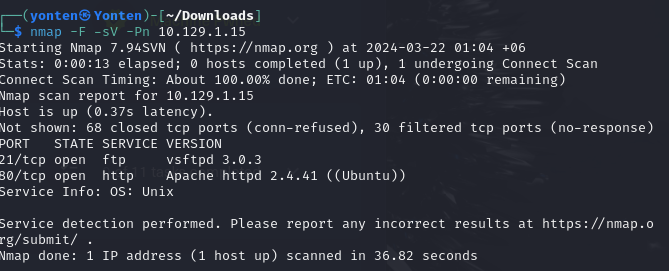 ┌──(yonten㉿Yonten)-[~/Downloads]
└─$ nmap -F -sV -Pn 10.129.1.15
Starting Nmap 7.94SVN ( https://nmap.org ) at 2024-03-22 01:04 +06
Stats: 0:00:13 elapsed; 0 hosts completed (1 up), 1 undergoing Connect Scan
Connect Scan Timing: About 100.00% done; ETC: 01:04 (0:00:00 remaining)
Nmap scan report for 10.129.1.15
Host is up (0.37s latency).
Not shown: 68 closed tcp ports (conn-refused), 30 filtered tcp ports (no-response)
PORT   STATE SERVICE VERSION
21/tcp open  ftp     vsftpd 3.0.3
80/tcp open  http    Apache httpd 2.4.41 ((Ubuntu))
Service Info: OS: Unix

Service detection performed. Please report any incorrect results at https://nmap.o
rg/submit/ .
Nmap done: 1 IP address (1 host up) scanned in 36.82 seconds